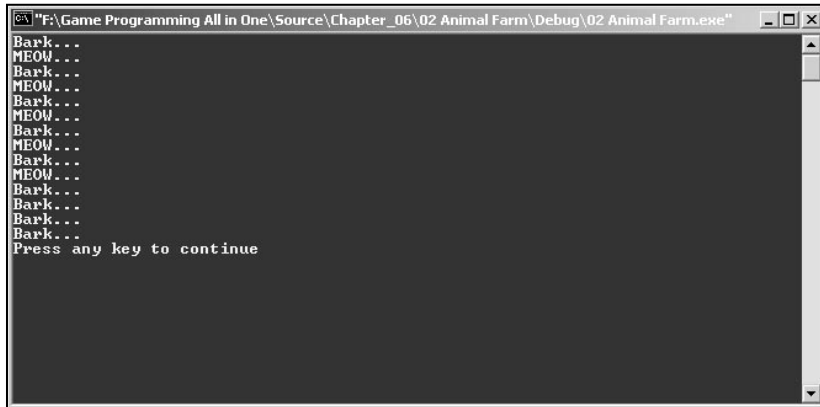 "F:\Game Programming All in One\Source\Chapter_06\02 Animal Farm\Debug\02 Animal Farm.exe"
Bark...
MEOW...
Bark...
MEOW...
Bark...
MEOW...
Bark...
MEOW...
Bark...
MEOW...
Bark...
Bark...
Bark...
Bark...
Press any key to continue